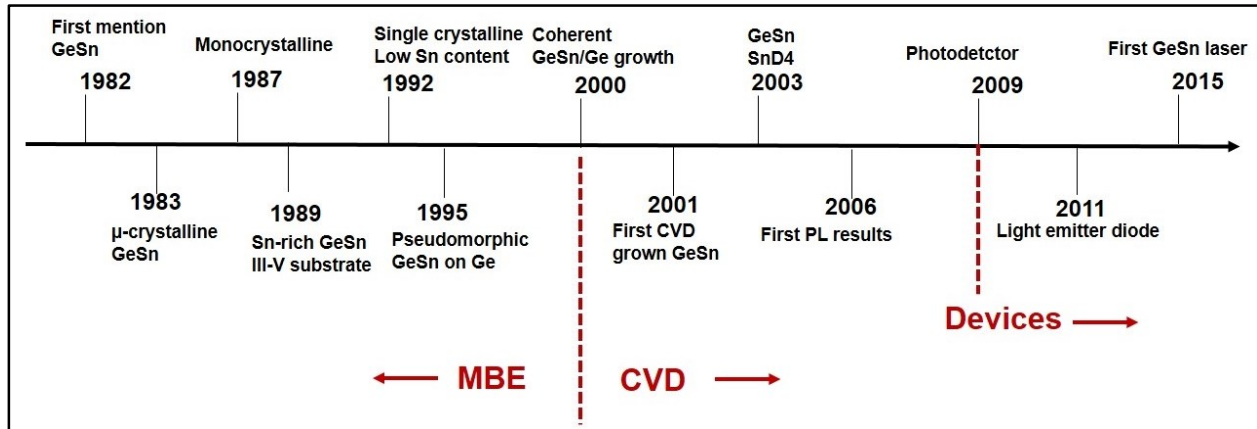 First mention
GeSn
1982
Monocrystalline
1987
Single crystalline
Low Sn content
1992
Coherent
GeSn/Ge growth
2000
GeSn
SnD4
2003
Photodetctor
2009
First GeSn laser
2015
1983
µ-crystalline
GeSn
1989
Sn-rich GeSn
III-V substrate
1995
Pseudomorphic
GeSn on Ge
2001
First CVD
grown GeSn
2006
First PL results
2011
Light emitter diode
Devices
MBE
CVD